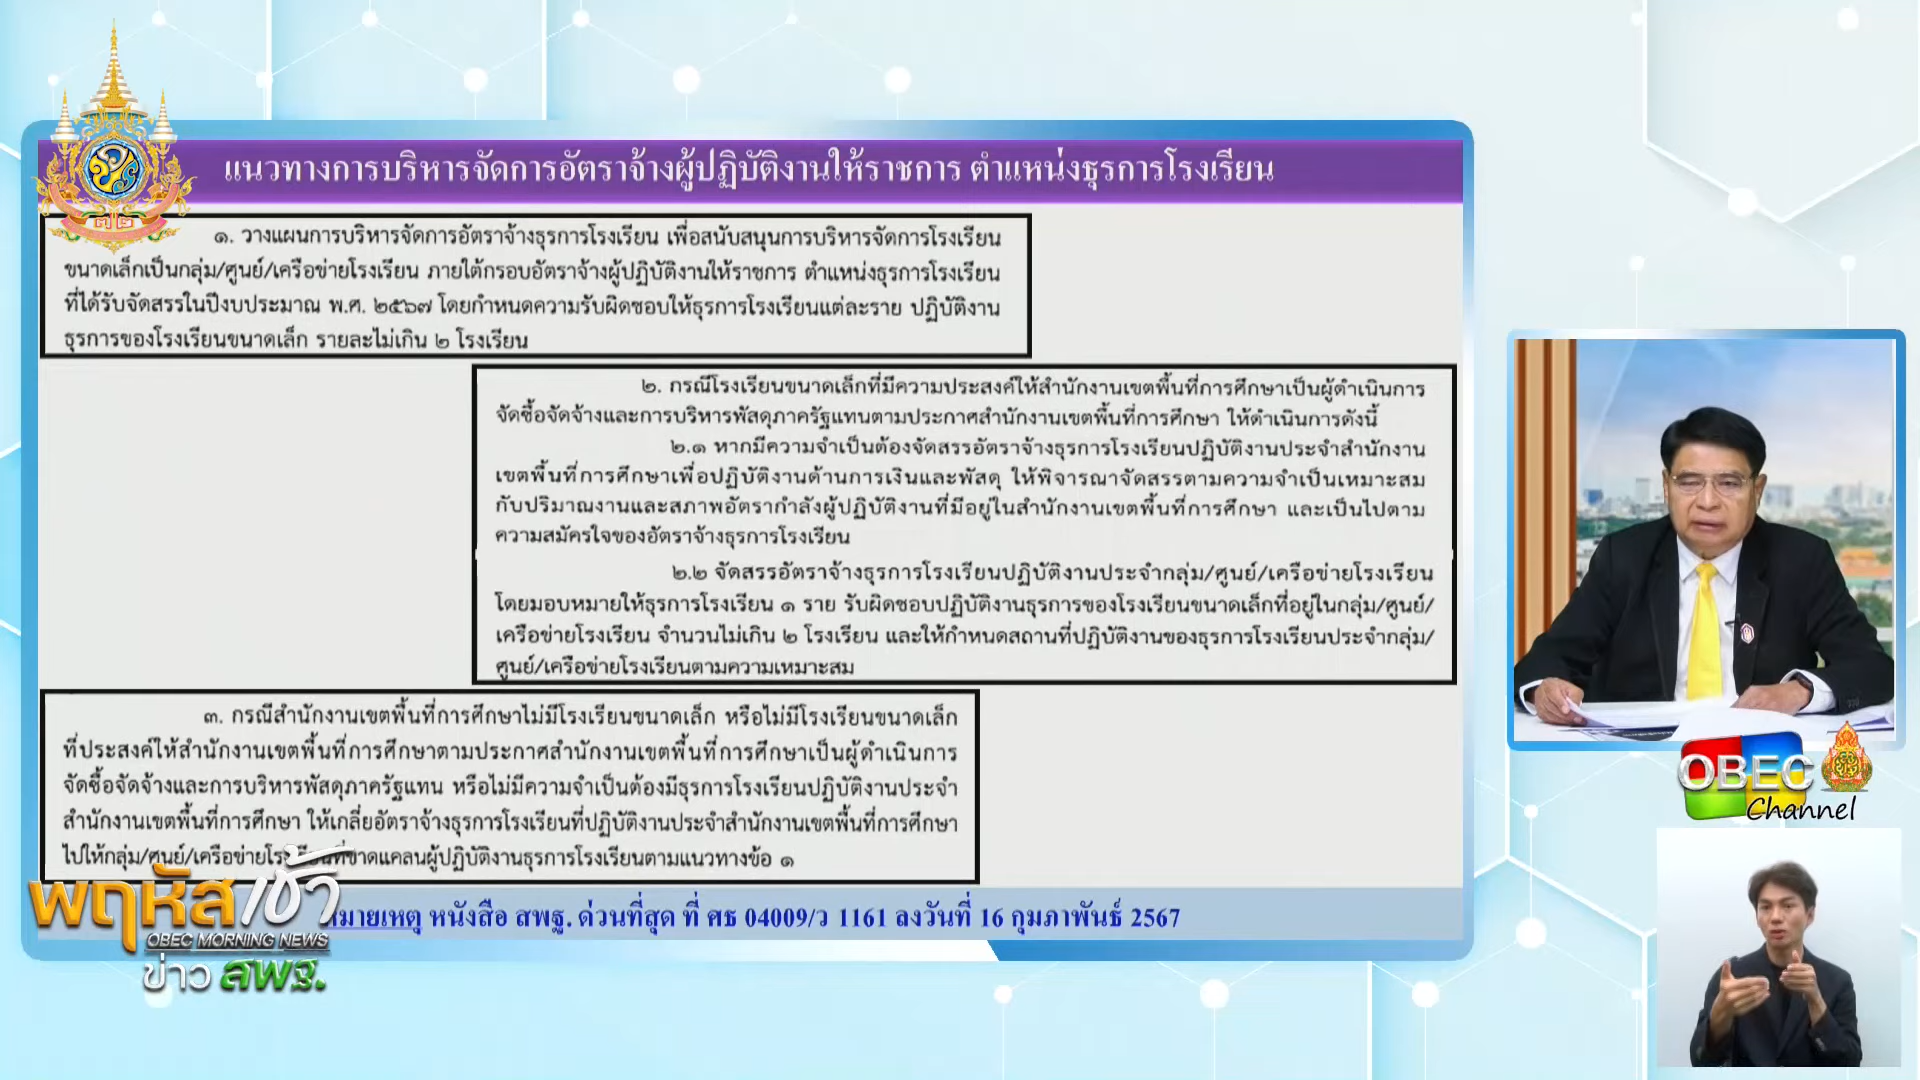 แนวทางการบริหารจัดการอัตราจ้างผู้ปฏิบัติงานให้ราชการ ตำแหน่งธุรการโรงเรียน
๗๒
๑. วางแผนการบริหารจัดการอัตราจ้างธุรการโรงเรียน เพื่อสนับสนุนการบริหารจัดการโรงเรียน
ขนาดเล็กเป็นกลุ่ม/ศูนย์/เครือข่ายโรงเรียน ภายใต้กรอบอัตราจ้างผู้ปฏิบัติงานให้ราชการ ตำแหน่งธุรการโรงเรียน
ที่ได้รับจัดสรรในปีงบประมาณ พ.ศ. ๒๕๖๗ โดยกำหนดความรับผิดชอบให้ธุรการโรงเรียนแต่ละราย ปฏิบัติงาน
ธุรการของโรงเรียนขนาดเล็ก รายละไม่เกิน ๒ โรงเรียน
๒. กรณีโรงเรียนขนาดเล็กที่มีความประสงค์ให้สำนักงานเขตพื้นที่การศึกษาเป็นผู้ดำเนินการ
จัดซื้อจัดจ้างและการบริหารพัสดุภาครัฐแทนตามประกาศสำนักงานเขตพื้นที่การศึกษา ให้ดำเนินการดังนี้
๒.๑ หากมีความจำเป็นต้องจัดสรรอัตราจ้างธุรการโรงเรียนปฏิบัติงานประจำสำนักงาน
เขตพื้นที่การศึกษาเพื่อปฏิบัติงานด้านการเงินและพัสดุ ให้พิจารณาจัดสรรตามความจำเป็นเหมาะสม
กับปริมาณงานและสภาพอัตรากำลังผู้ปฏิบัติงานที่มีอยู่ในสำนักงานเขตพื้นที่การศึกษา และเป็นไปตาม
ความสมัครใจของอัตราจ้างธุรการโรงเรียน
๒.๒ จัดสรรอัตราจ้างธุรการโรงเรียนปฏิบัติงานประจำกลุ่ม/ศูนย์/เครือข่ายโรงเรียน
โดยมอบหมายให้ธุรการโรงเรียน ๑ ราย รับผิดชอบปฏิบัติงานธุรการของโรงเรียนขนาดเล็กที่อยู่ในกลุ่ม/ศูนย์/
เครือข่ายโรงเรียน จำนวนไม่เกิน ๒ โรงเรียน และให้กำหนดสถานที่ปฏิบัติงานของธุรการโรงเรียนประจำกลุ่ม/
ศูนย์/เครือข่ายโรงเรียนตามความเหมาะสม
๓. กรณีสำนักงานเขตพื้นที่การศึกษาไม่มีโรงเรียนขนาดเล็ก หรือไม่มีโรงเรียนขนาดเล็ก
ที่ประสงค์ให้สำนักงานเขตพื้นที่การศึกษาตามประกาศสำนักงานเขตพื้นที่การศึกษาเป็นผู้ดำเนินการ
จัดซื้อจัดจ้างและการบริหารพัสดุภาครัฐแทน หรือไม่มีความจำเป็นต้องมีธุรการโรงเรียนปฏิบัติงานประจำ
สำนักงานเขตพื้นที่การศึกษา ให้เกลี่ยอัตราจ้างธุรการโรงเรียนที่ปฏิบัติงานประจำสำนักงานเขตพื้นที่การศึกษา
ไปให้กลุ่ม/ศูนย์/เครือข่ายโรงเรียนที่ขาดแคลนผู้ปฏิบัติงานธุรการโรงเรียนตามแนวทางข้อ ๑
หมายเหตุ หนังสือ สพฐ. ด่วนที่สุด ที่ ศธ 04009/ว 1161 ลงวันที่ 16 กุมภาพันธ์ 2567
พฤหัสเช้า
OBEC MORNING NEWS
ข่าว สพฐ.
OBEC
Channel